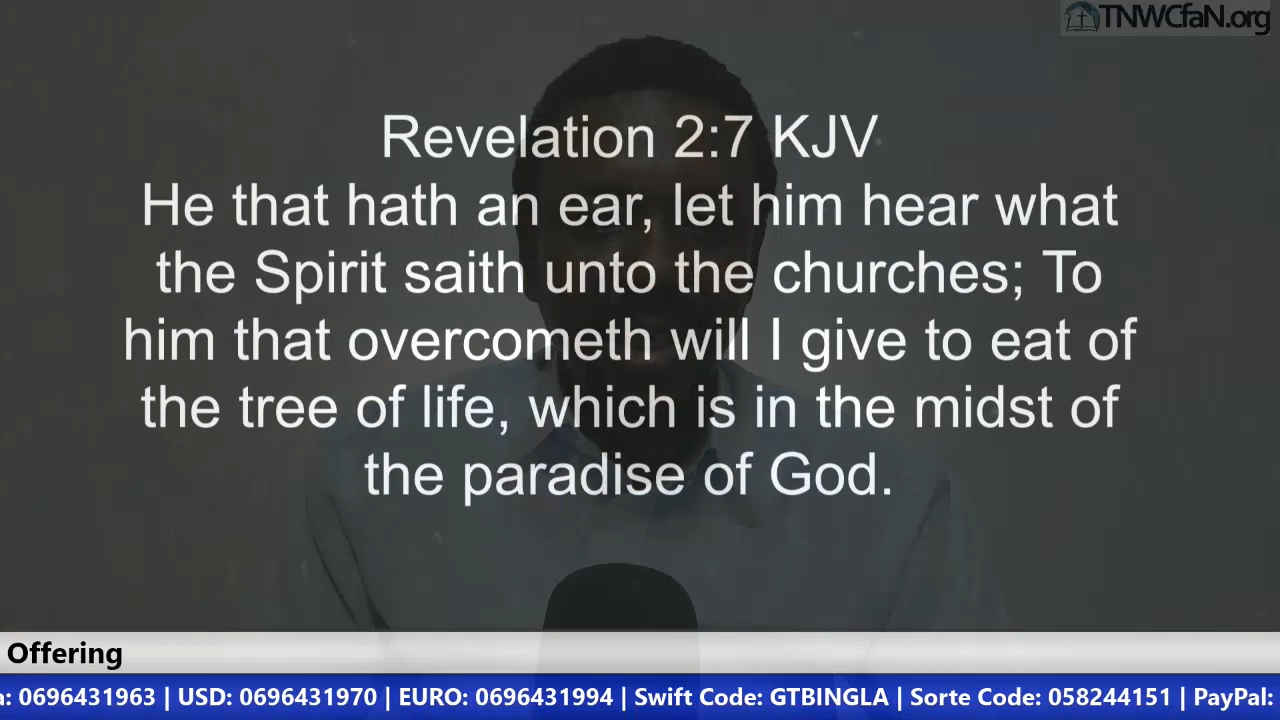 TNWCfaN.org
Revelation 2:7 KJV
He that hath an ear, let him hear what
the Spirit saith unto the churches; To
him that overcometh will I give to eat of
the tree of life, which is in the midst of
the paradise of God.
Offering
a: 0696431963 | USD: 0696431970 | EURO: 0696431994 | Swift Code: GTBINGLA | Sorte Code: 058244151 | PayPal: